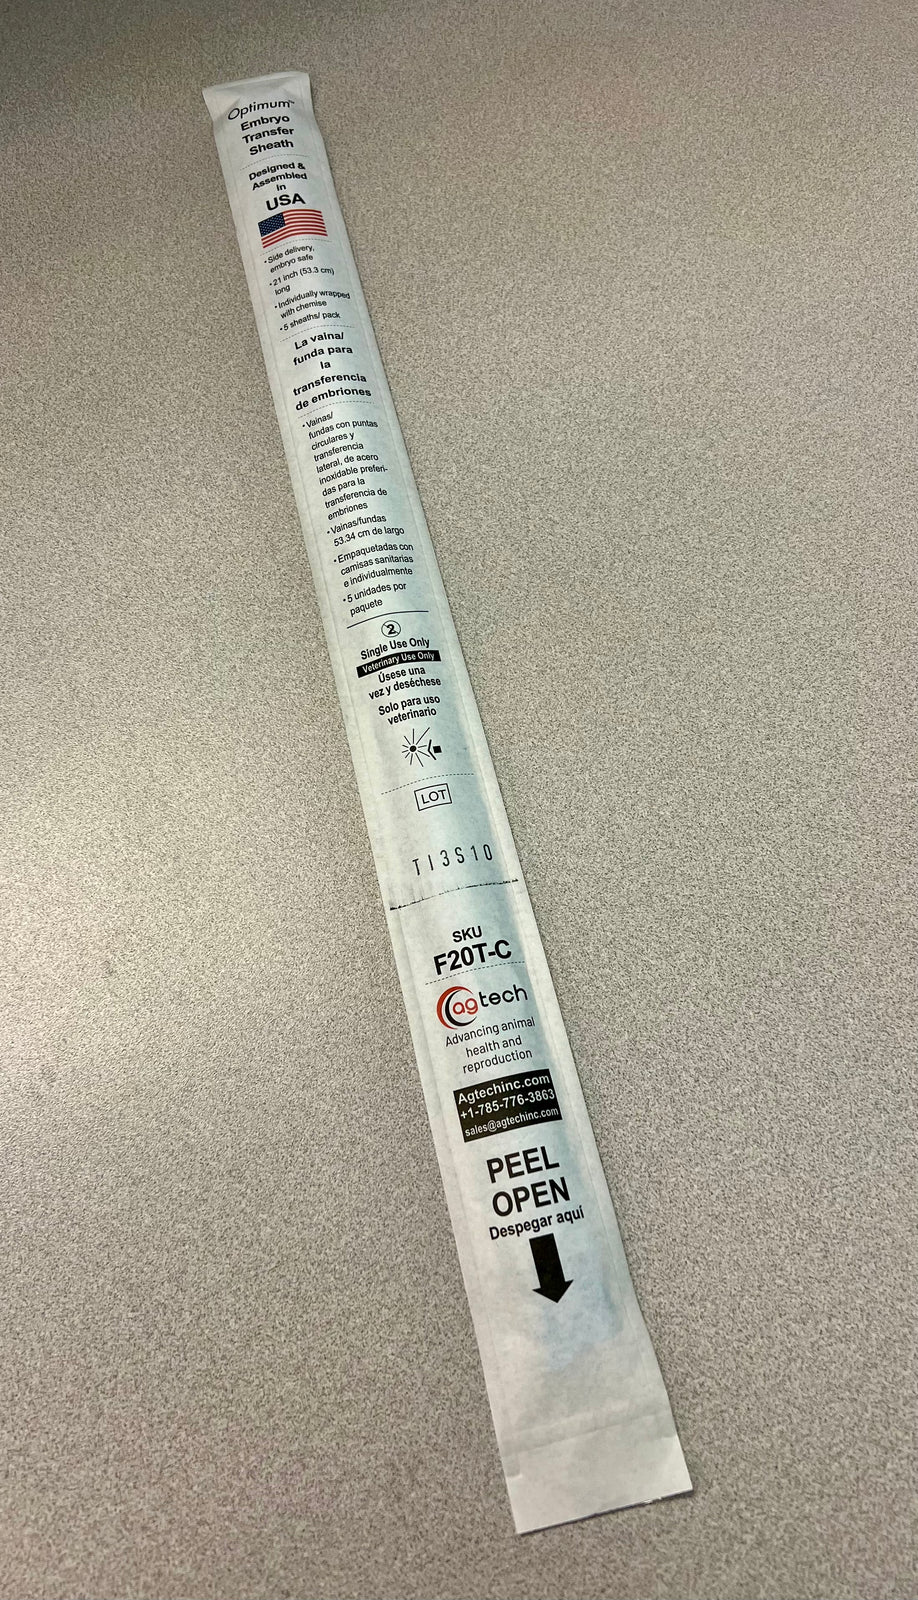 Optimum™
Embryo
Transfer
Sheath
Designed &
Assembled
in
USA
• Side delivery,
embryo safe
• 21 inch (53.3 cm)
long
• Individually wrapped
with chemise
• 5 sheaths/ pack
La vaina/
funda para
la
transferencia
de embriones
• Vainas/
fundas con puntas
circulares y
transferencia
lateral, de acero
inoxidable preferi-
das para la
transferencia de
embriones
• Vainas/fundas
53.34 cm de largo
• Empaquetadas con
camisas sanitarias
e individualmente
• 5 unidades por
paquete
2
Single Use Only
Veterinary Use Only
Úsese una
vez y deséchese
Solo para uso
veterinario
LOT
TI3S10
SKU
F20T-C
agtech
Advancing animal
health and
reproduction
Agtechinc.com
+1-785-776-3863
sales@agtechinc.com
PEEL
OPEN
Despegar aquí